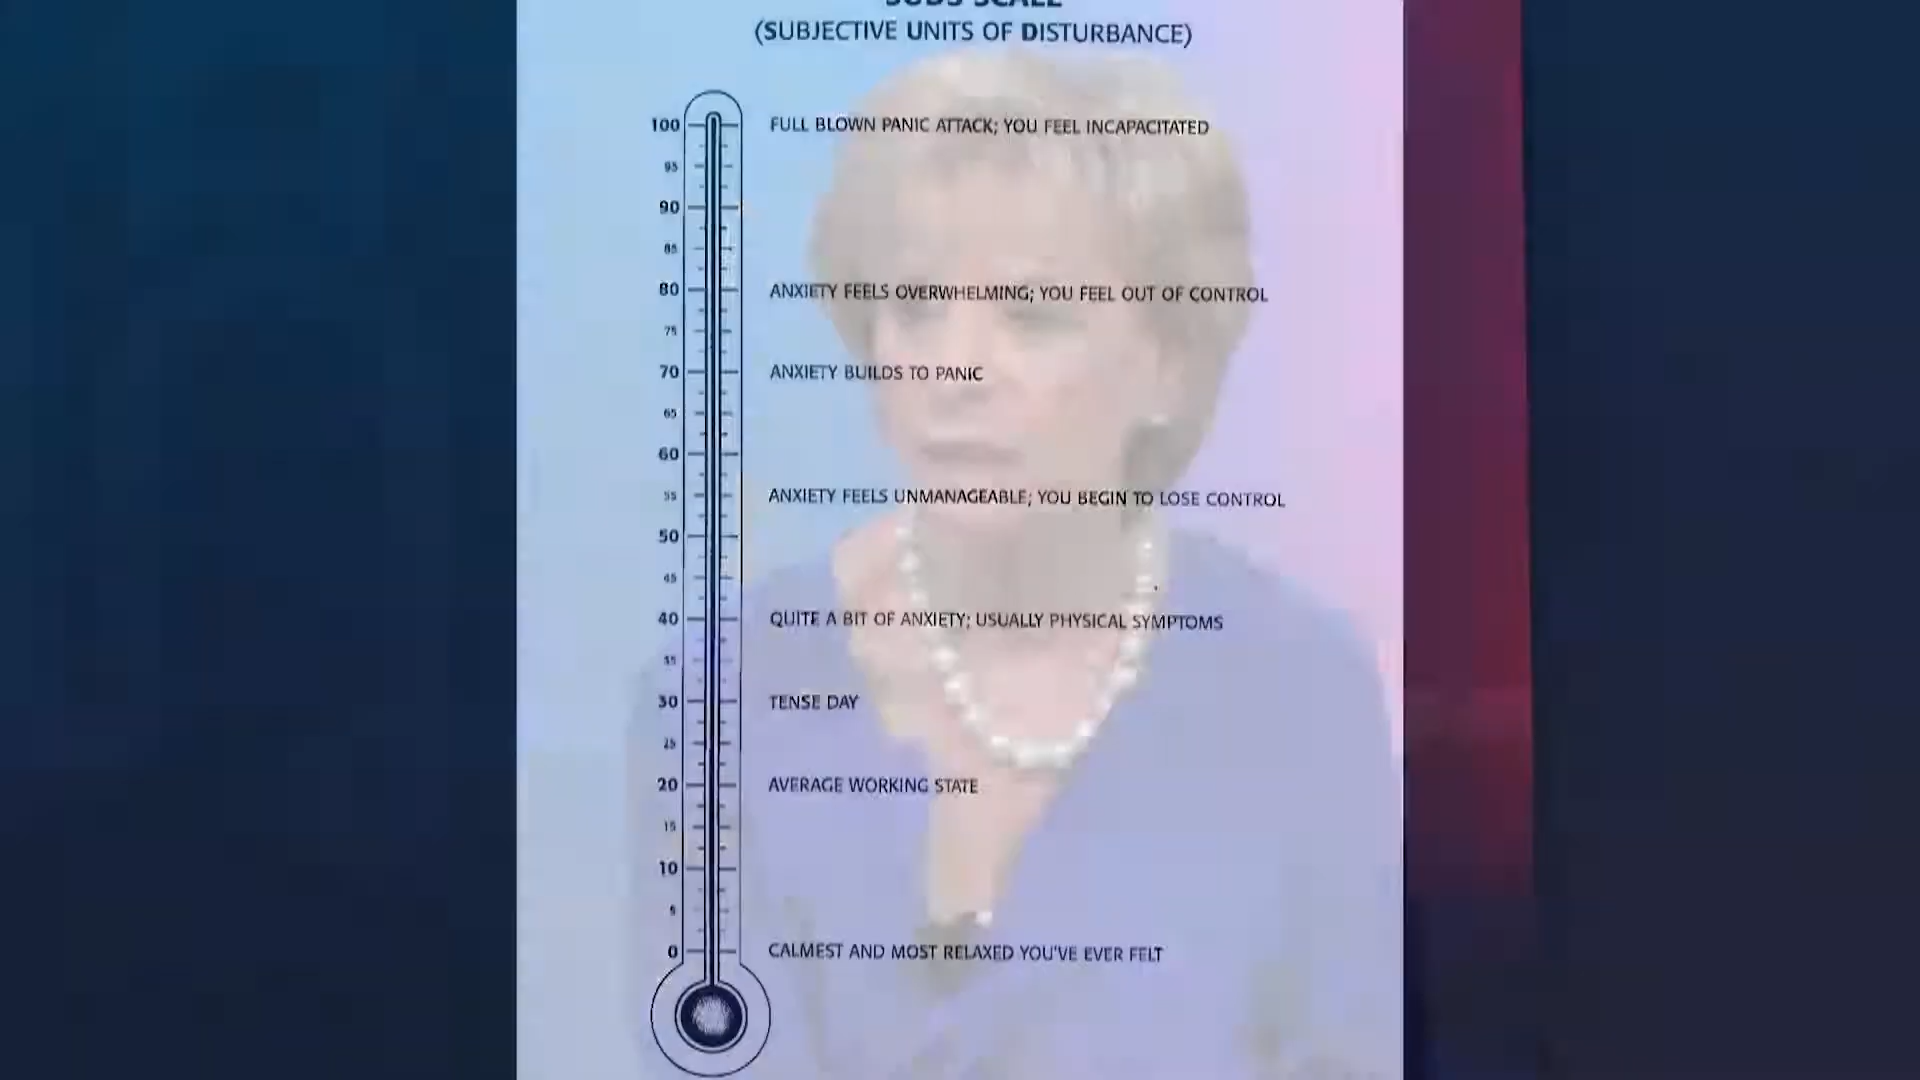 SUDS SCALE
(SUBJECTIVE UNITS OF DISTURBANCE)
100 FULL BLOWN PANIC ATTACK; YOU FEEL INCAPACITATED
95
90
85
80 ANXIETY FEELS OVERWHELMING; YOU FEEL OUT OF CONTROL
75
70 ANXIETY BUILDS TO PANIC
65
60
55 ANXIETY FEELS UNMANAGEABLE; YOU BEGIN TO LOSE CONTROL
50
45
40 QUITE A BIT OF ANXIETY; USUALLY PHYSICAL SYMPTOMS
35
30 TENSE DAY
25
20 AVERAGE WORKING STATE
15
10
5
0 CALMEST AND MOST RELAXED YOU'VE EVER FELT